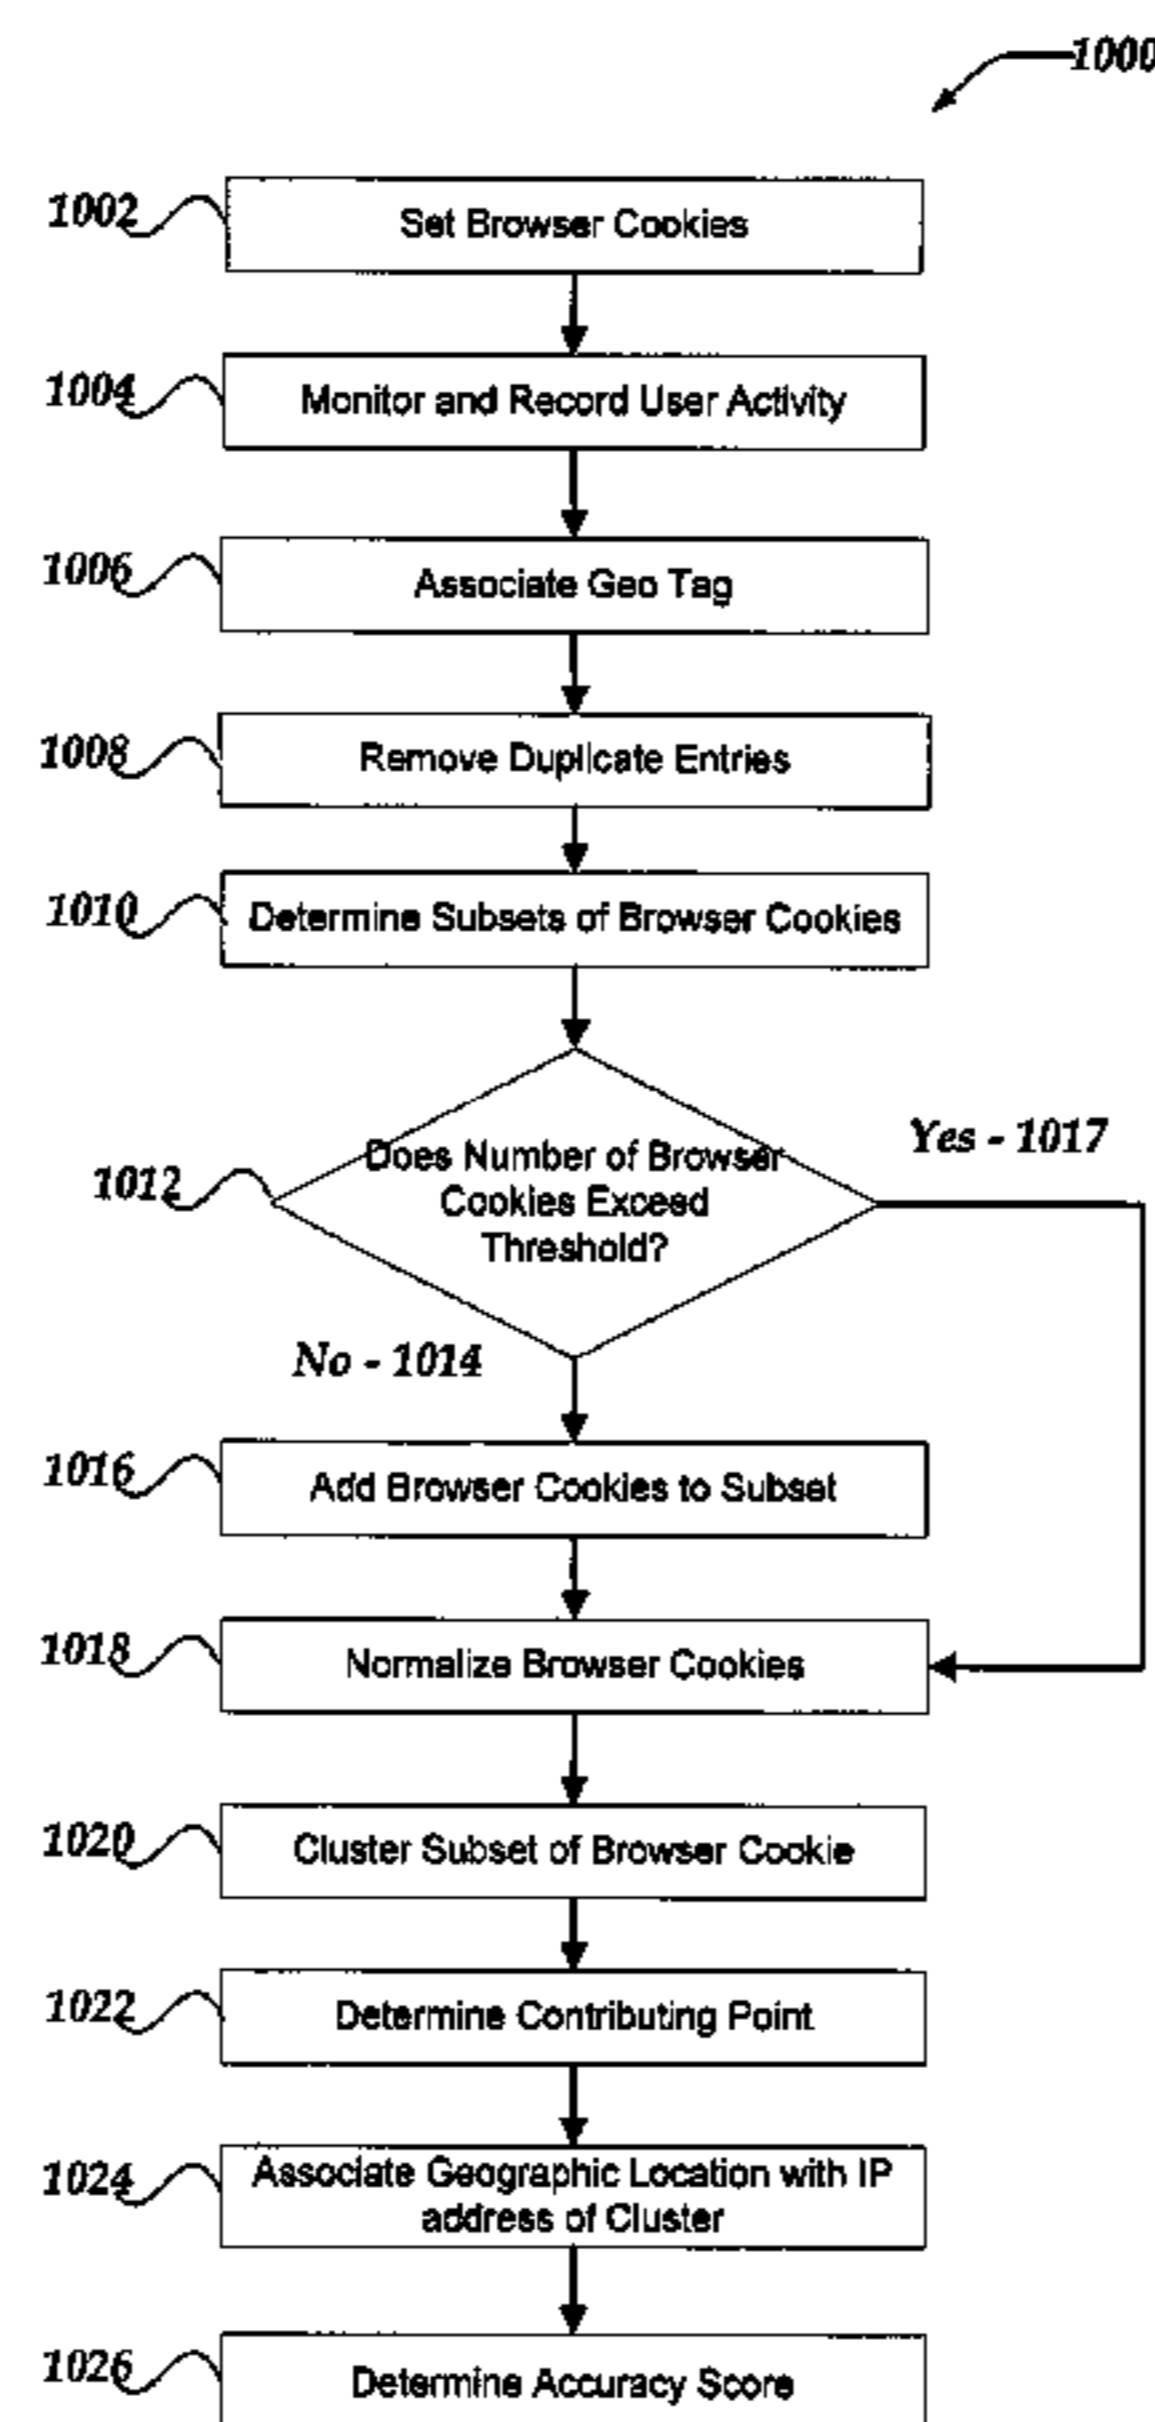 1000
1002
Set Browser Cookies
1004
Monitor and Record User Activity
1006
Associate Geo Tag
1008
Remove Duplicate Entries
1010
Determine Subsets of Browser Cookies
1012
Does Number of Browser
Cookies Exceed
Threshold?
Yes - 1017
No - 1014
1016
Add Browser Cookies to Subset
1018
Normalize Browser Cookies
1020
Cluster Subset of Browser Cookie
1022
Determine Contributing Point
1024
Associate Geographic Location with IP
address of Cluster
1026
Determine Accuracy Score